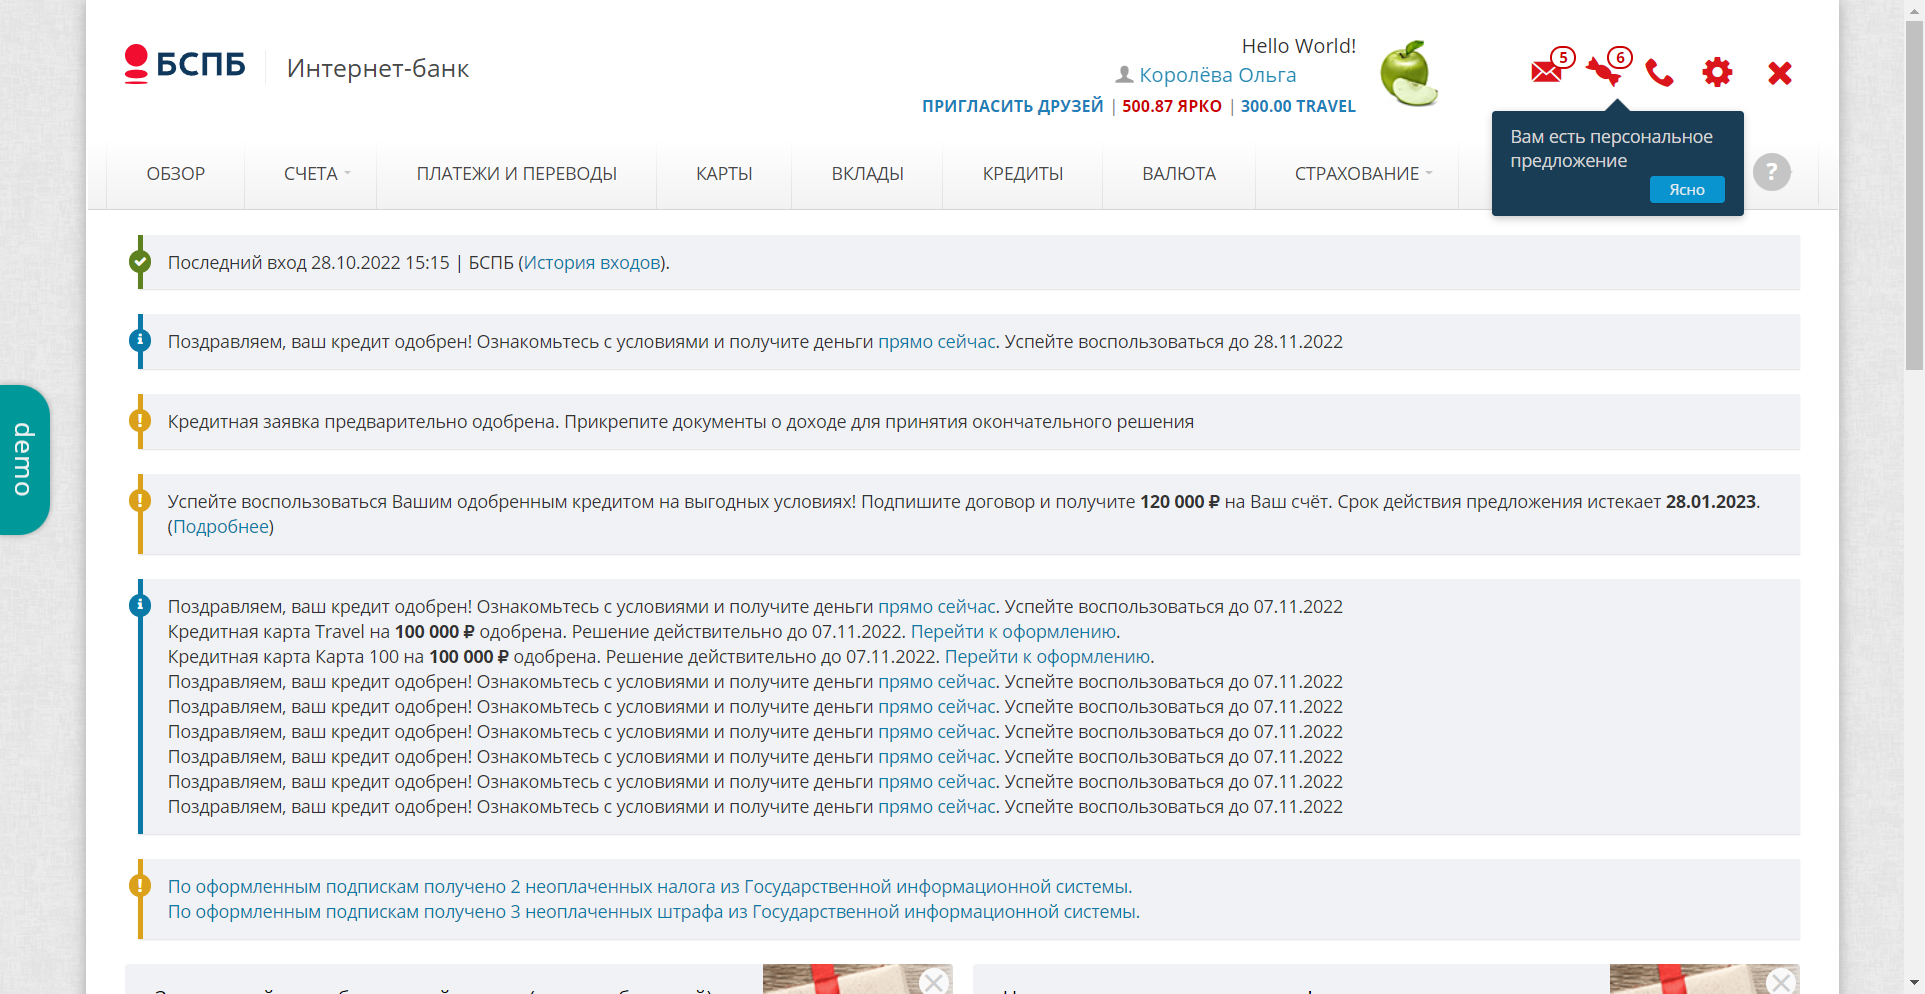 БСПБ
Интернет-банк
Hello World!
Королёва Ольга
ПРИГЛАСИТЬ ДРУЗЕЙ | 500.87 ЯРКО | 300.00 TRAVEL
5
6
Вам есть персональное
предложение
Ясно
?
ОБЗОР
СЧЕТА
ПЛАТЕЖИ И ПЕРЕВОДЫ
КАРТЫ
ВКЛАДЫ
КРЕДИТЫ
ВАЛЮТА
СТРАХОВАНИЕ
demo
Последний вход 28.10.2022 15:15 | БСПБ (История входов).
Поздравляем, ваш кредит одобрен! Ознакомьтесь с условиями и получите деньги прямо сейчас. Успейте воспользоваться до 28.11.2022
Кредитная заявка предварительно одобрена. Прикрепите документы о доходе для принятия окончательного решения
Успейте воспользоваться Вашим одобренным кредитом на выгодных условиях! Подпишите договор и получите 120 000 ₽ на Ваш счёт. Срок действия предложения истекает 28.01.2023.
(Подробнее)
Поздравляем, ваш кредит одобрен! Ознакомьтесь с условиями и получите деньги прямо сейчас. Успейте воспользоваться до 07.11.2022
Кредитная карта Travel на 100 000 ₽ одобрена. Решение действительно до 07.11.2022. Перейти к оформлению.
Кредитная карта Карта 100 на 100 000 ₽ одобрена. Решение действительно до 07.11.2022. Перейти к оформлению.
Поздравляем, ваш кредит одобрен! Ознакомьтесь с условиями и получите деньги прямо сейчас. Успейте воспользоваться до 07.11.2022
Поздравляем, ваш кредит одобрен! Ознакомьтесь с условиями и получите деньги прямо сейчас. Успейте воспользоваться до 07.11.2022
Поздравляем, ваш кредит одобрен! Ознакомьтесь с условиями и получите деньги прямо сейчас. Успейте воспользоваться до 07.11.2022
Поздравляем, ваш кредит одобрен! Ознакомьтесь с условиями и получите деньги прямо сейчас. Успейте воспользоваться до 07.11.2022
Поздравляем, ваш кредит одобрен! Ознакомьтесь с условиями и получите деньги прямо сейчас. Успейте воспользоваться до 07.11.2022
Поздравляем, ваш кредит одобрен! Ознакомьтесь с условиями и получите деньги прямо сейчас. Успейте воспользоваться до 07.11.2022
По оформленным подпискам получено 2 неоплаченных налога из Государственной информационной системы.
По оформленным подпискам получено 3 неоплаченных штрафа из Государственной информационной системы.